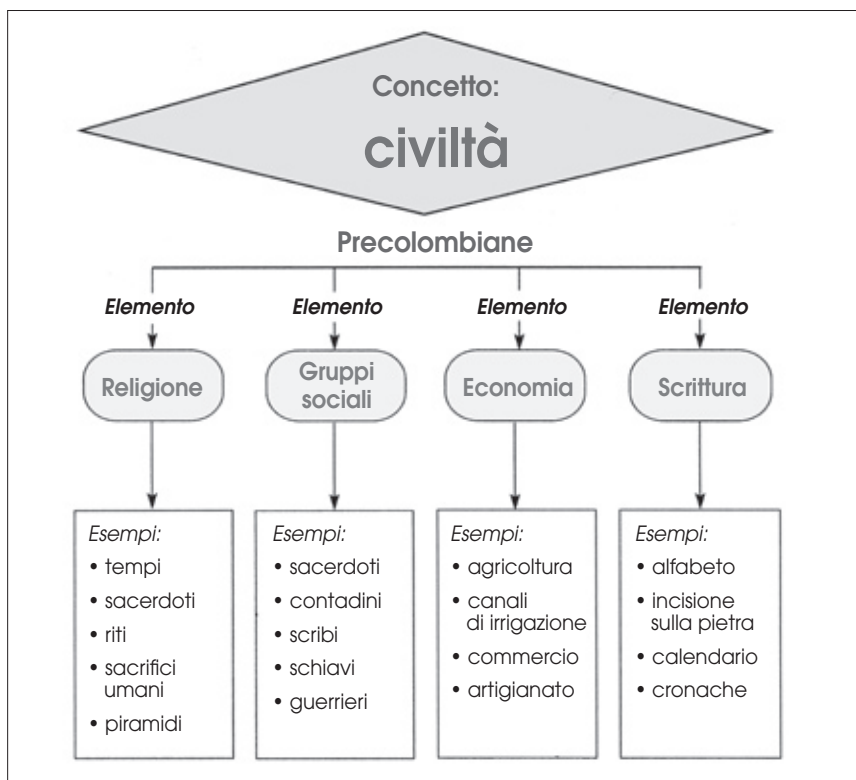 Concetto:
civiltà
Precolombiane
Elemento
Elemento
Elemento
Elemento
Religione
Gruppi
sociali
Economia
Scrittura
Esempi:
• tempi
• sacerdoti
• riti
• sacrifici
umani
• piramidi
Esempi:
• sacerdoti
• contadini
• scribi
• schiavi
• guerrieri
Esempi:
• agricoltura
• canali
di irrigazione
• commercio
• artigianato
Esempi:
• alfabeto
• incisione
sulla pietra
• calendario
• cronache